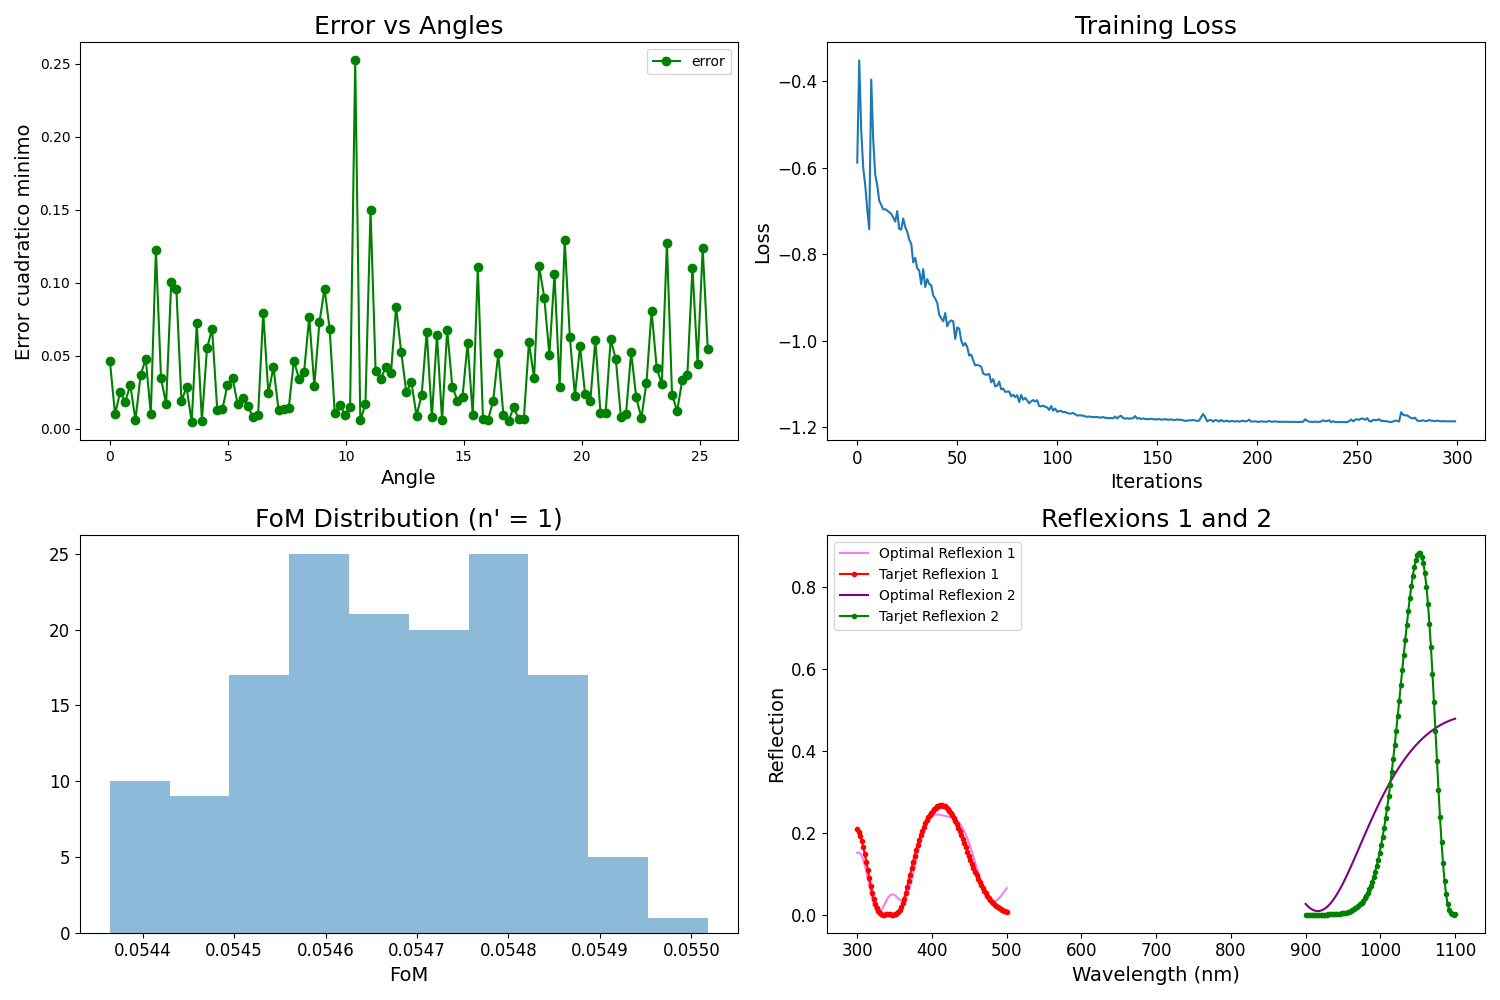 Error vs Angles
error
Error cuadratico minimo
0.25
0.20
0.15
0.10
0.05
0.00
0 5 10 15 20 25
Angle
Training Loss
Loss
−0.4
−0.6
−0.8
−1.0
−1.2
0 50 100 150 200 250 300
Iterations
FoM Distribution (n' = 1)
25
20
15
10
5
0
0.0544 0.0545 0.0546 0.0547 0.0548 0.0549 0.0550
FoM
Reflexions 1 and 2
Optimal Reflexion 1
Tarjet Reflexion 1
Optimal Reflexion 2
Tarjet Reflexion 2
Reflection
0.8
0.6
0.4
0.2
0.0
300 400 500 600 700 800 900 1000 1100
Wavelength (nm)